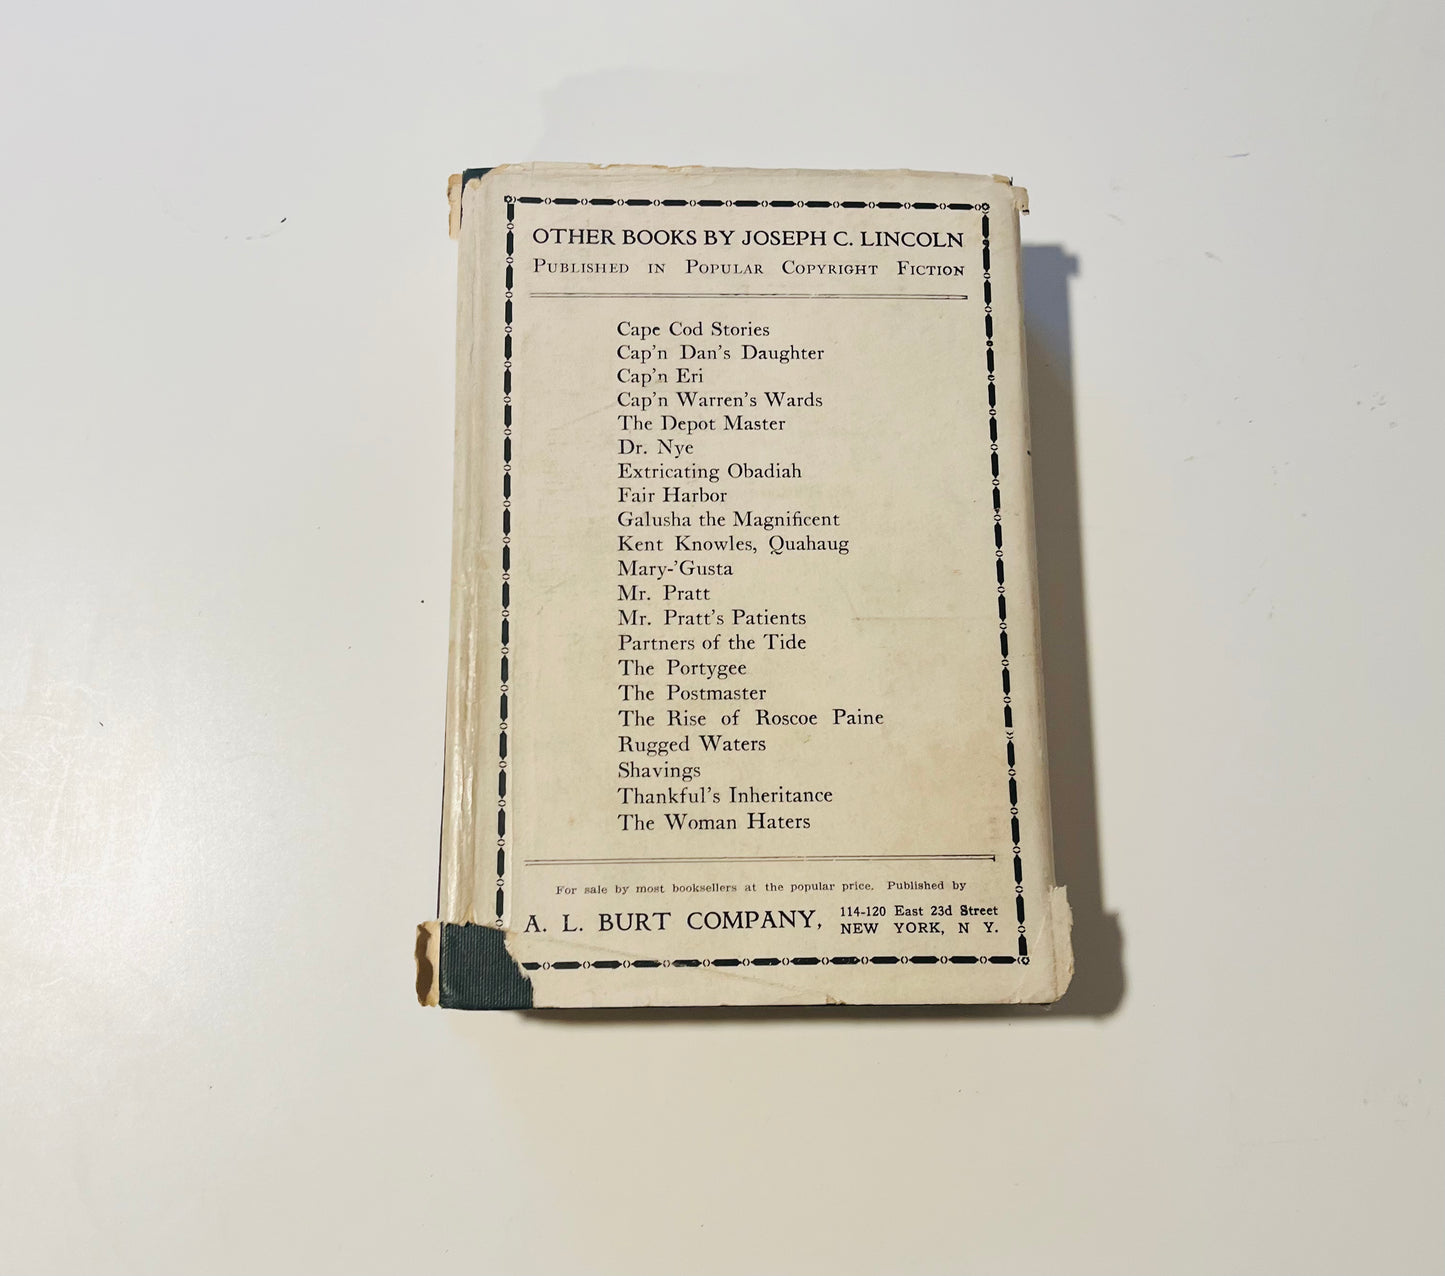 OTHER BOOKS BY JOSEPH C. LINCOLN
PUBLISHED IN POPULAR COPYRIGHT FICTION
Cape Cod Stories
Cap'n Dan's Daughter
Cap'n Eri
Cap'n Warren's Wards
The Depot Master
Dr. Nye
Extricating Obadiah
Fair Harbor
Galusha the Magnificent
Kent Knowles, Quahaug
Mary-'Gusta
Mr. Pratt
Mr. Pratt's Patients
Partners of the Tide
The Portygee
The Postmaster
The Rise of Roscoe Paine
Rugged Waters
Shavings
Thankful's Inheritance
The Woman Haters
For sale by most booksellers at the popular price. Published by
A. L. BURT COMPANY, 114-120 East 23d Street
NEW YORK, N Y.